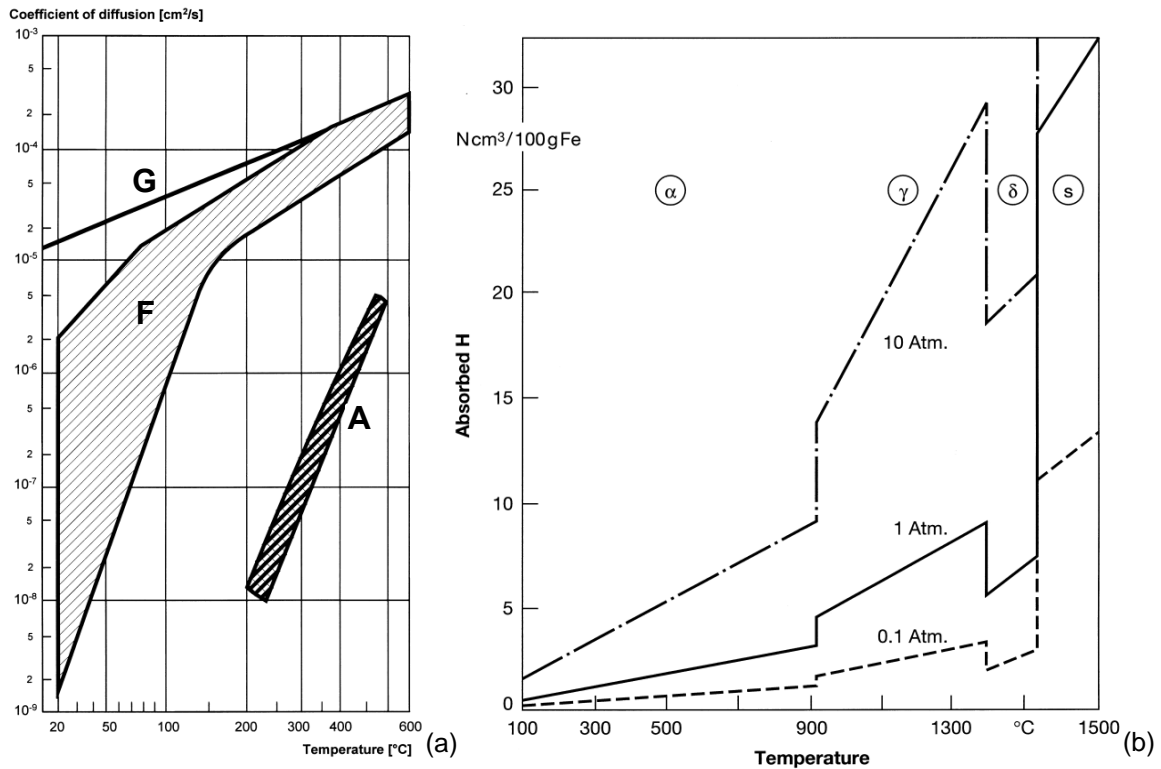 Coefficient of diffusion [cm²/s]
10⁻³
5
2
10⁻⁴
5
2
10⁻⁵
5
2
10⁻⁶
5
2
10⁻⁷
5
2
10⁻⁸
5
2
10⁻⁹
G
F
A
20 50 100 200 300 400 600
Temperature [°C]
(a)
30
Ncm³/100gFe
25
20
15
10
5
0
Absorbed H
α γ δ s
10 Atm.
1 Atm.
0.1 Atm.
100 300 500 900 1300 °C 1500
Temperature
(b)